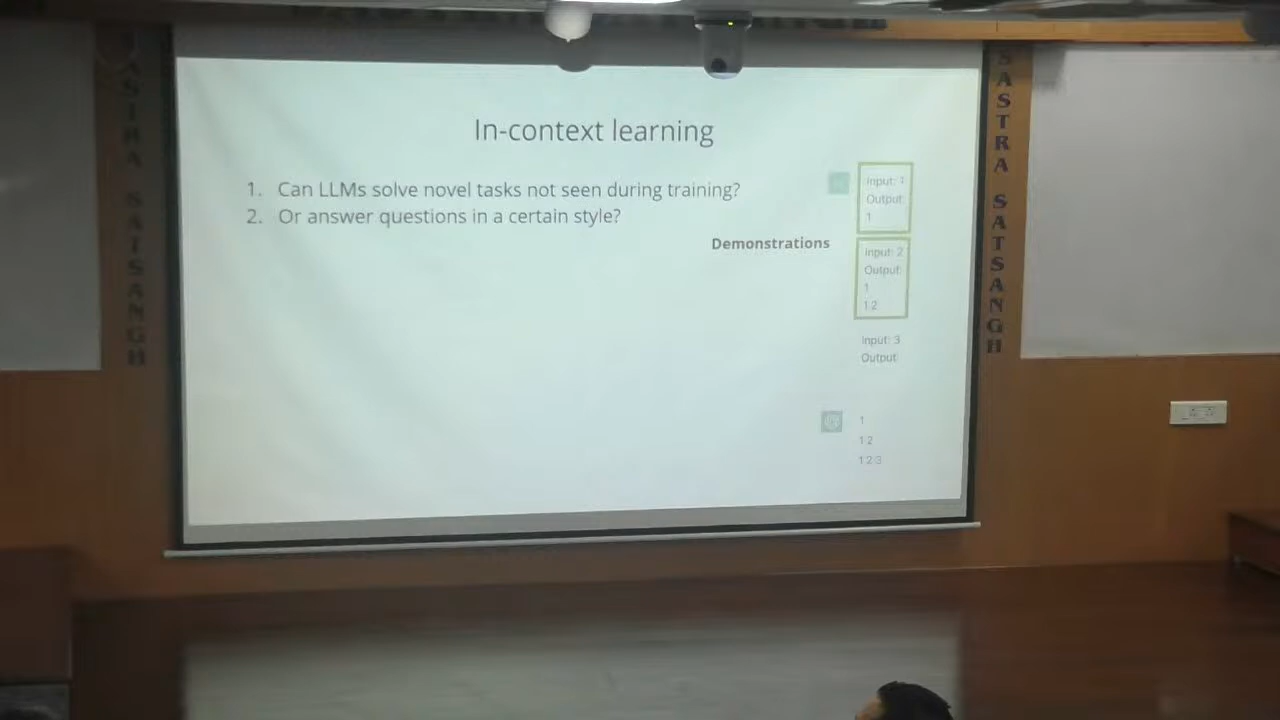 In-context learning
1. Can LLMs solve novel tasks not seen during training?
2. Or answer questions in a certain style?
Demonstrations
Input: 1
Output:
1
Input: 2
Output:
1
1 2
Input: 3
Output:
1
1 2
1 2 3
SASTRA SATSANGH
SASTRA SATSANGH